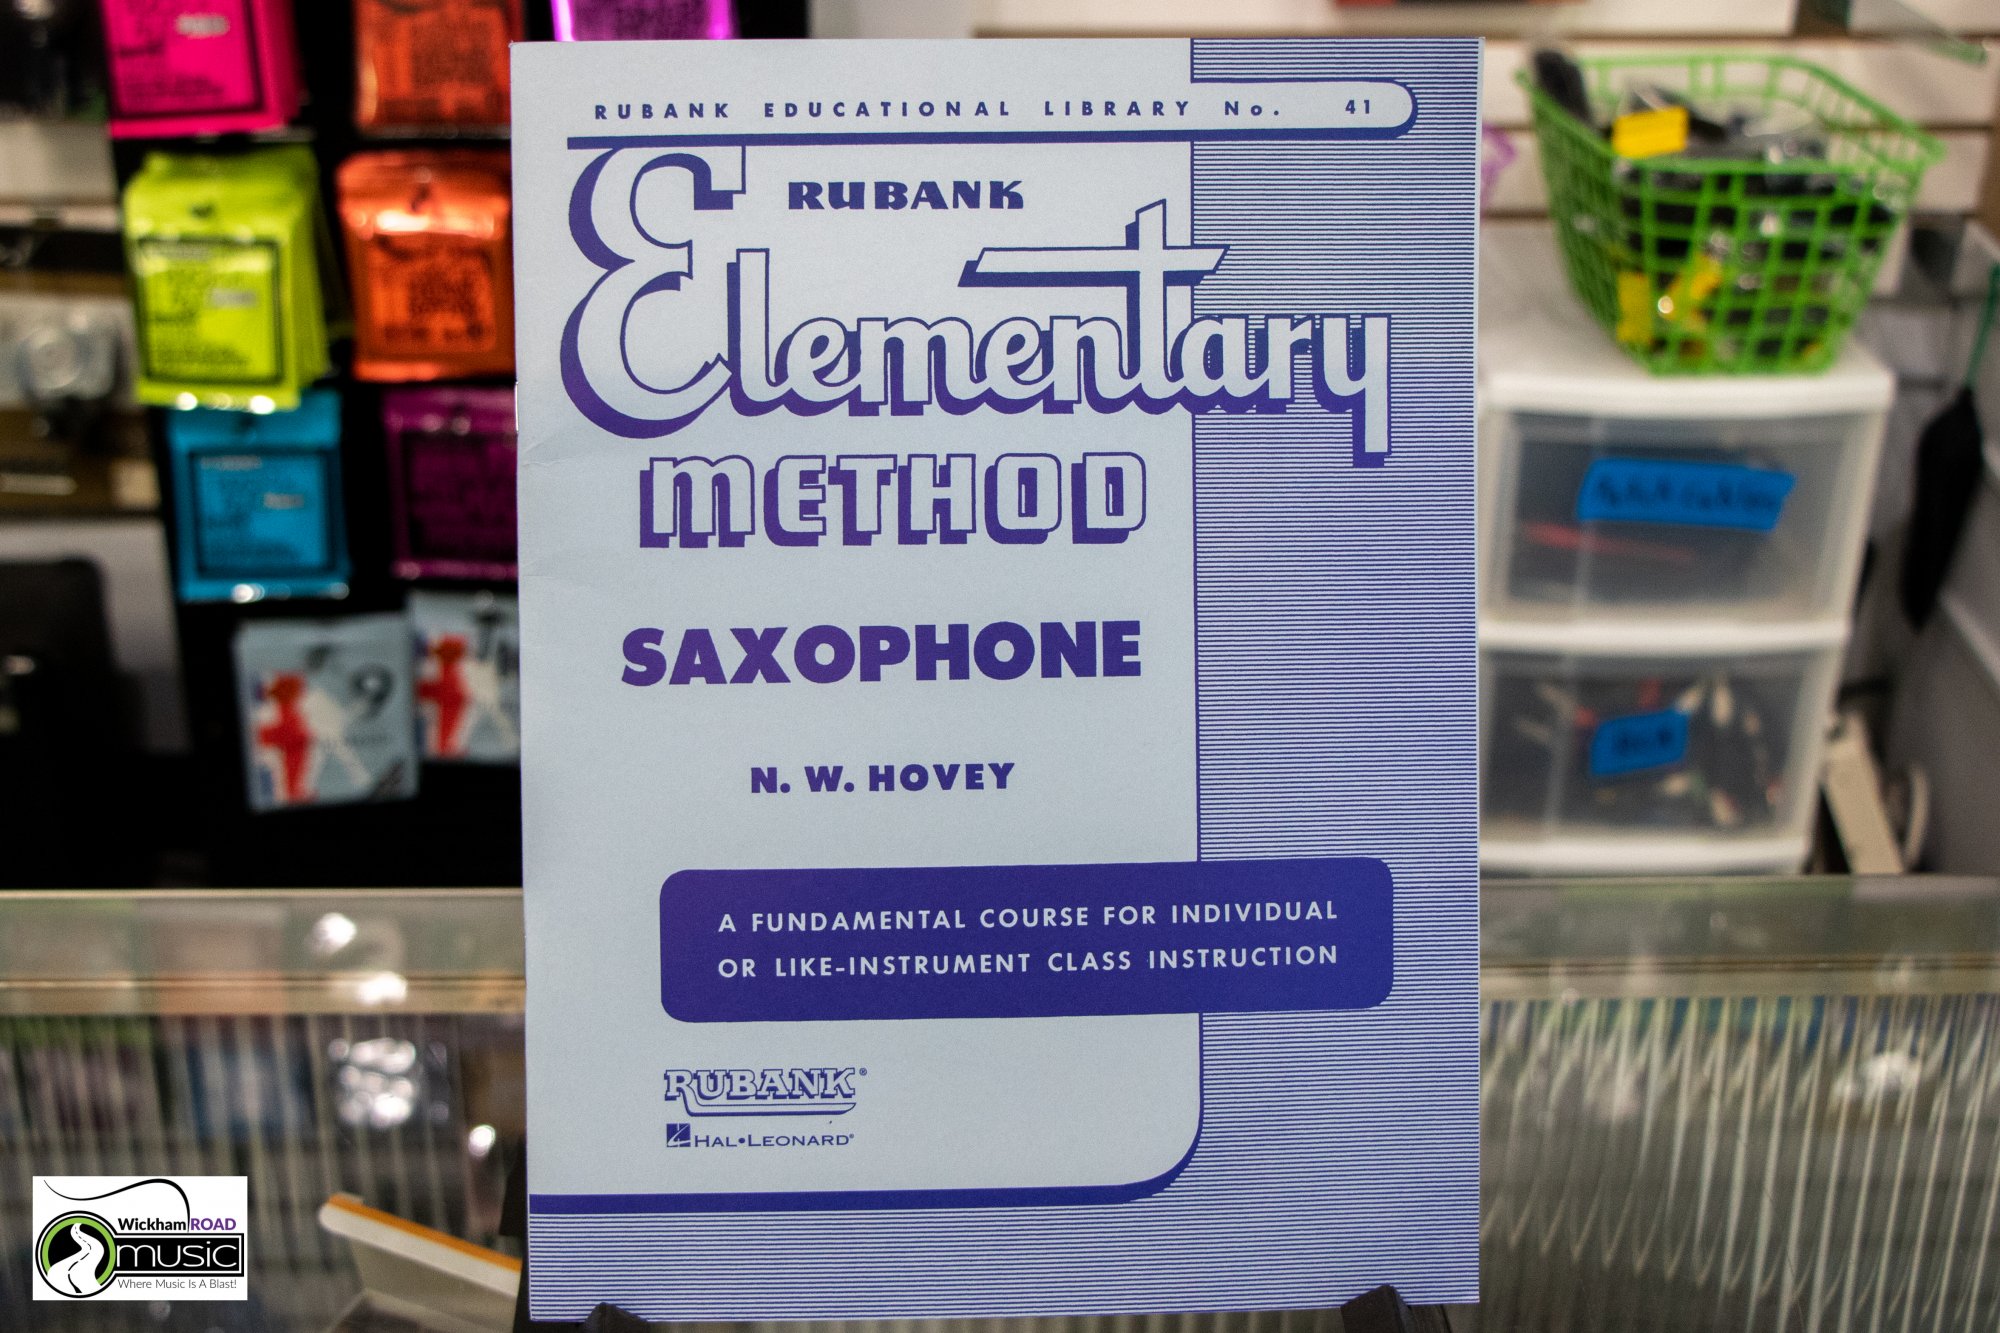 RUBANK EDUCATIONAL LIBRARY No. 41
RUBANK
Elementary
METHOD
SAXOPHONE
N. W. HOVEY
A FUNDAMENTAL COURSE FOR INDIVIDUAL
OR LIKE-INSTRUMENT CLASS INSTRUCTION
RUBANK®
HAL•LEONARD®
Wickham ROAD
music
Where Music Is A Blast!
9